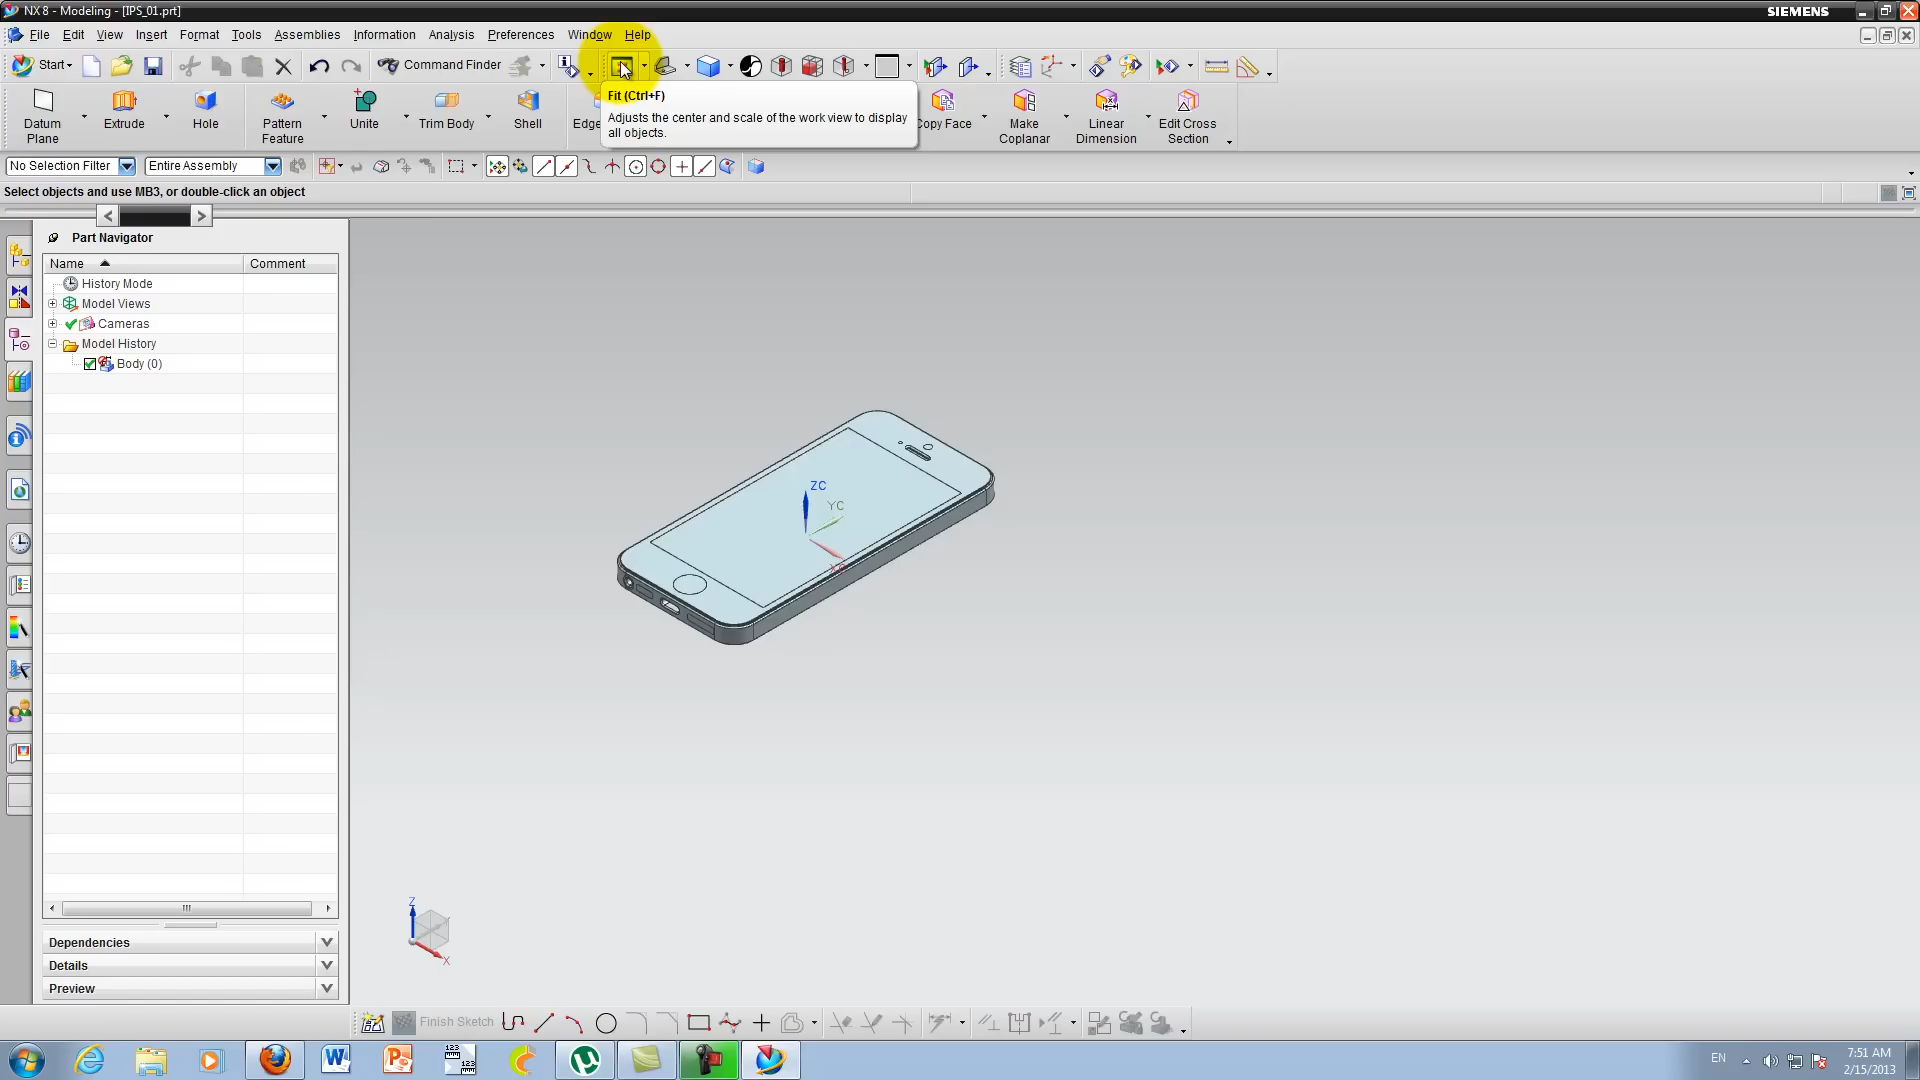 NX 8 - Modeling - [IPS_01.prt]
SIEMENS
File Edit View Insert Format Tools Assemblies Information Analysis Preferences Window Help
Start Command Finder
Fit (Ctrl+F)
Adjusts the center and scale of the work view to display all objects.
Datum Plane
Extrude
Hole
Pattern Feature
Unite
Trim Body
Shell
Edge
Copy Face
Make Coplanar
Linear Dimension
Edit Cross Section
No Selection Filter
Entire Assembly
Select objects and use MB3, or double-click an object
Part Navigator
Name Comment
History Mode
Model Views
Cameras
Model History
Body (0)
ZC
YC
XC
Z
X
Dependencies
Details
Preview
Finish Sketch
EN
7:51 AM
2/15/2013